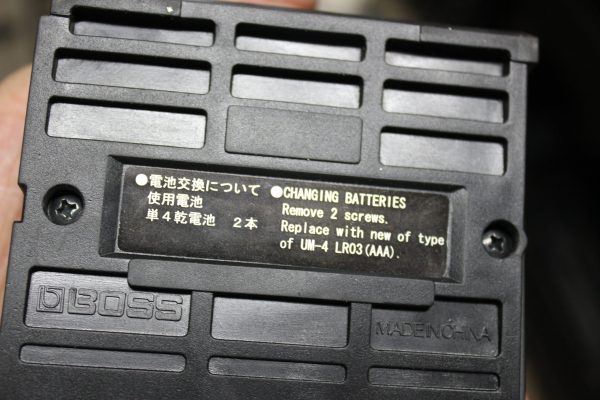 ●電池交換について
使用電池
単４乾電池　２本
●CHANGING BATTERIES
Remove 2 screws.
Replace with new of type
of UM-4 LR03(AAA).
BOSS
MADE IN CHINA